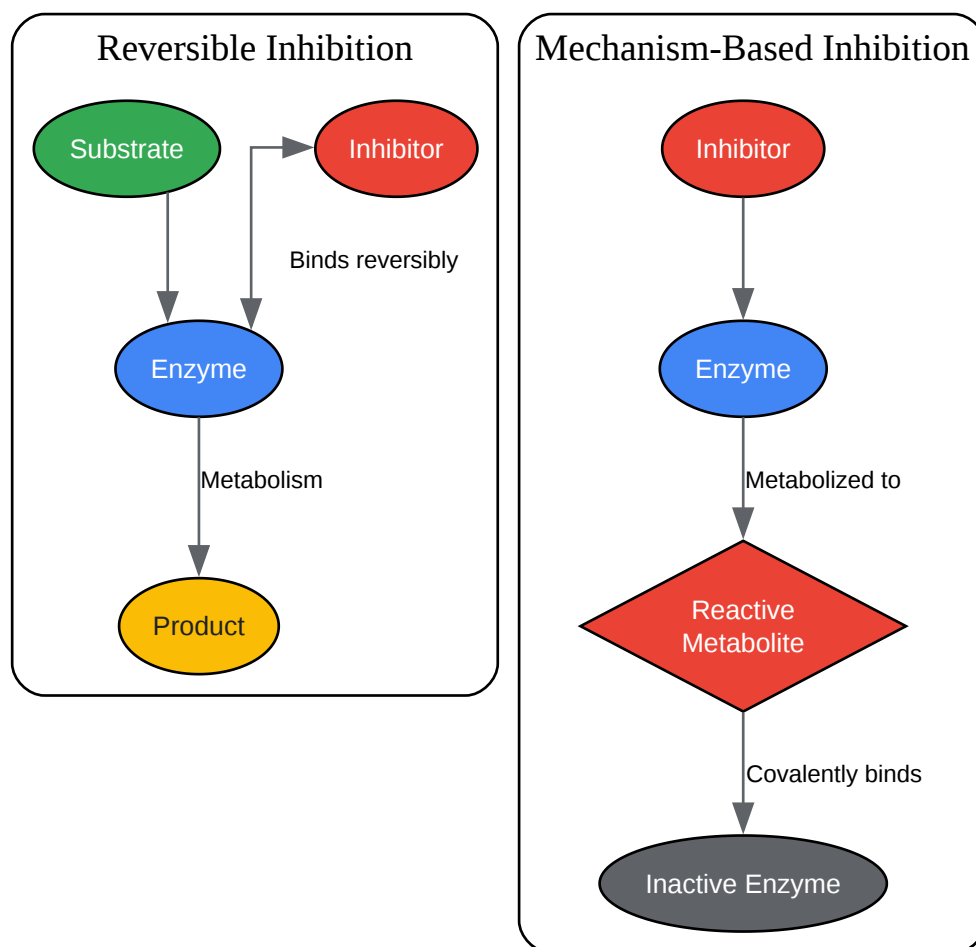 Reversible Inhibition
Substrate
Inhibitor
Binds reversibly
Enzyme
Metabolism
Product
Mechanism-Based Inhibition
Inhibitor
Enzyme
Metabolized to
Reactive
Metabolite
Covalently binds
Inactive Enzyme